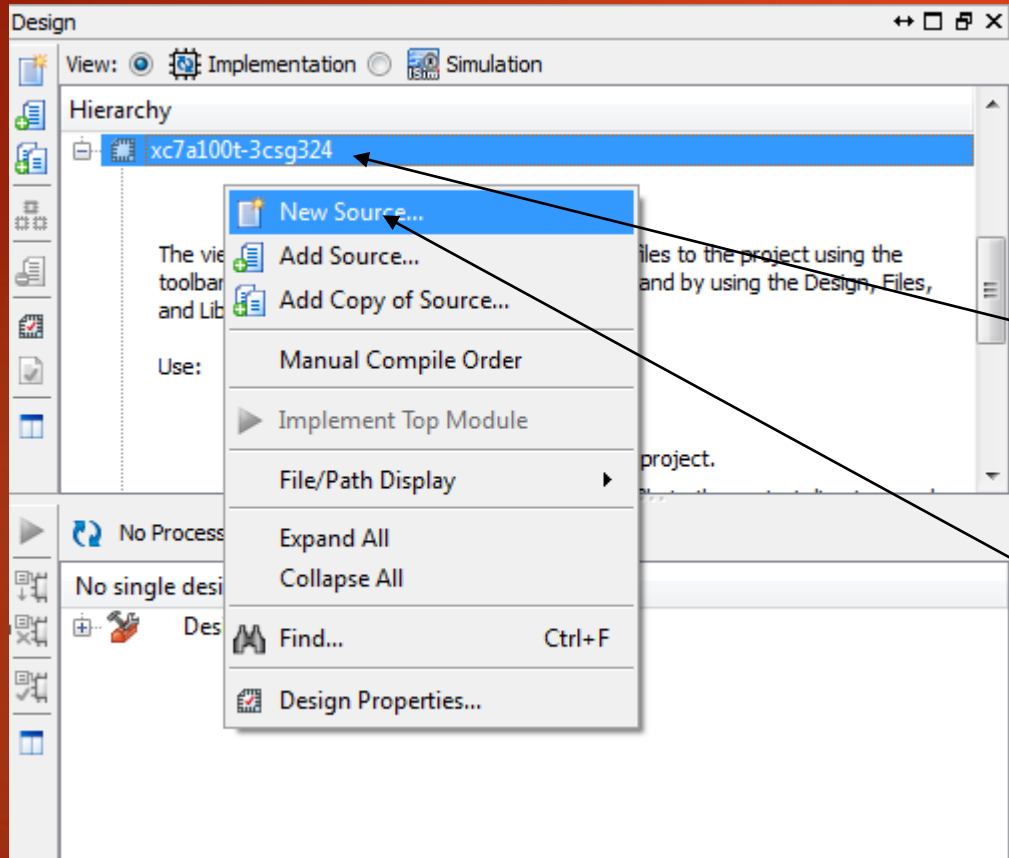 Design
View: Implementation Simulation
iSim
Hierarchy
xc7a100t-3csg324
New Source...
The vie
iles to the project using the
Add Source...
toolbar
and by using the Design, Files,
and Lib
Add Copy of Source...
Manual Compile Order
Use:
Implement Top Module
project.
File/Path Display
No Process
Expand All
Collapse All
No single desi
Des
Find... Ctrl+F
Design Properties...